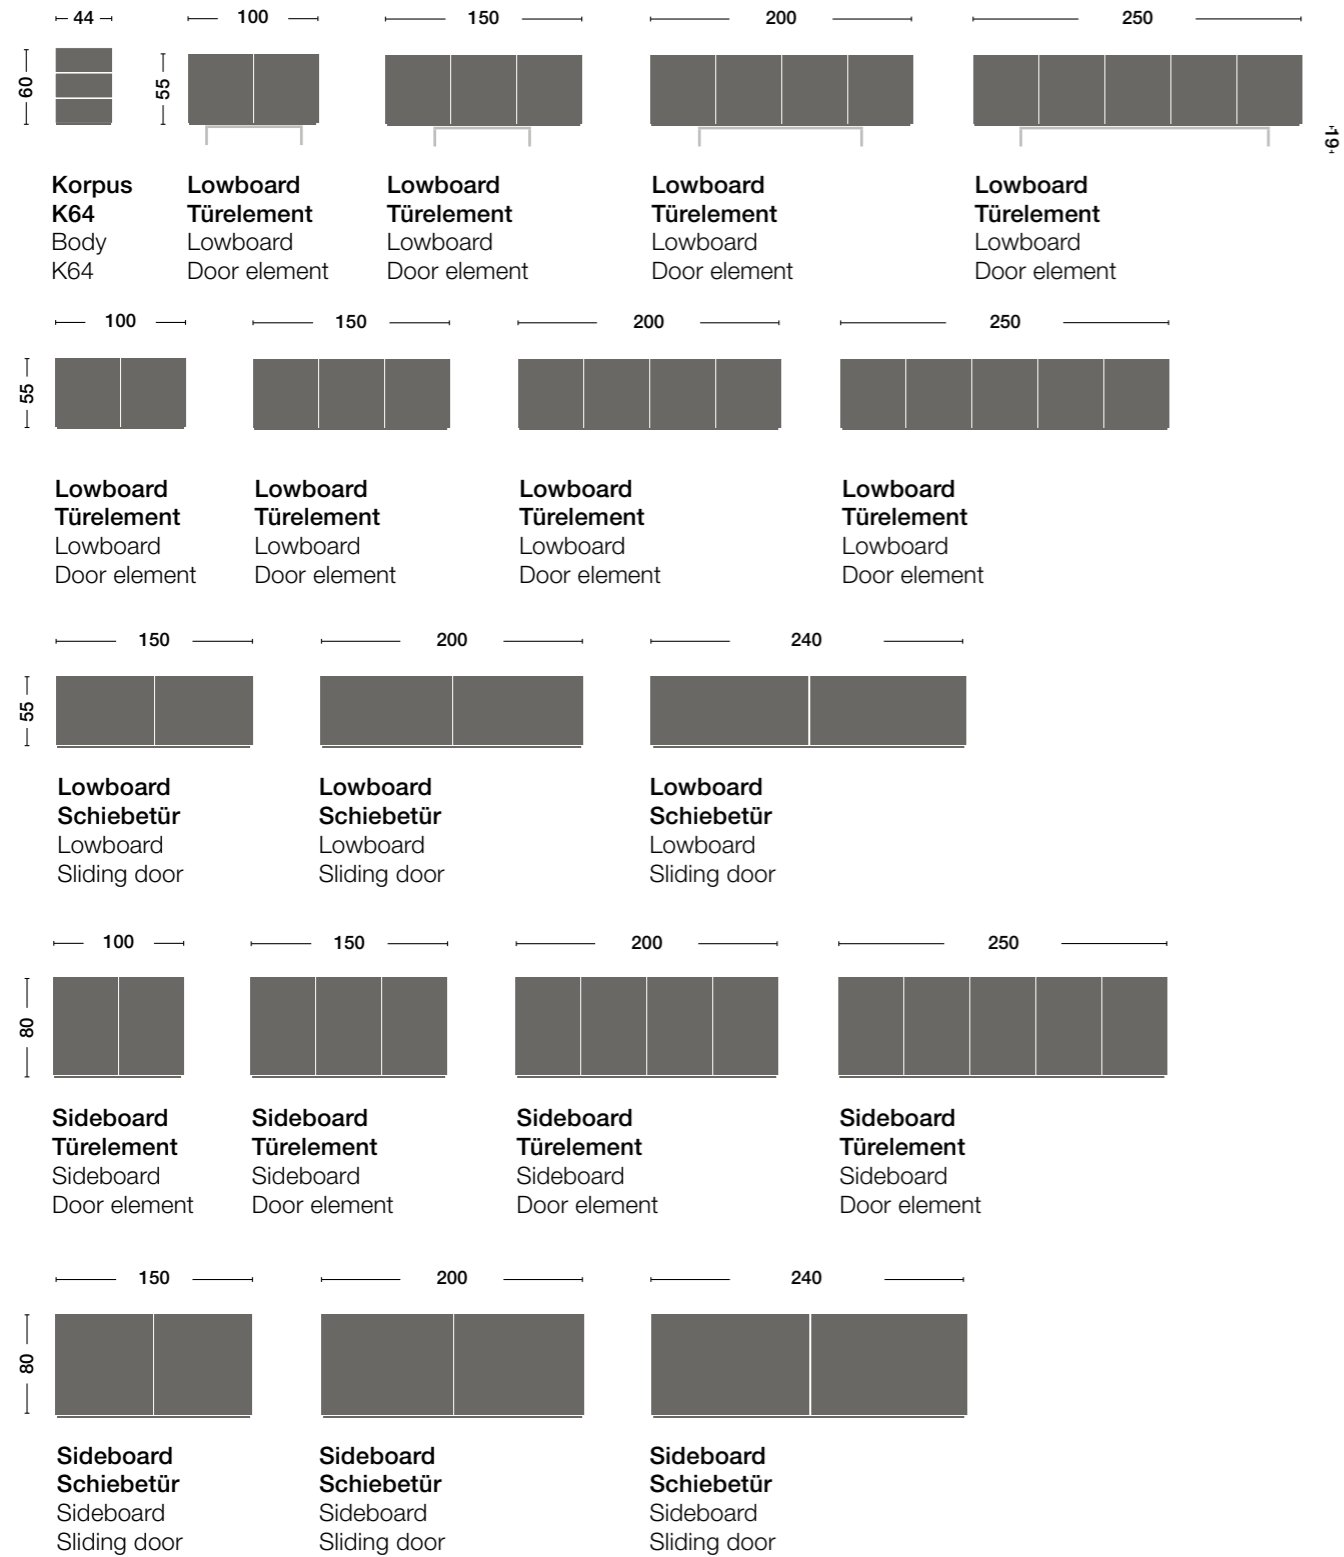 44
100
150
200
250
60
55
19
Korpus
K64
Body
K64
Lowboard
Türelement
Lowboard
Door element
Lowboard
Türelement
Lowboard
Door element
Lowboard
Türelement
Lowboard
Door element
Lowboard
Türelement
Lowboard
Door element
100
150
200
250
55
Lowboard
Türelement
Lowboard
Door element
Lowboard
Türelement
Lowboard
Door element
Lowboard
Türelement
Lowboard
Door element
Lowboard
Türelement
Lowboard
Door element
150
200
240
55
Lowboard
Schiebetür
Lowboard
Sliding door
Lowboard
Schiebetür
Lowboard
Sliding door
Lowboard
Schiebetür
Lowboard
Sliding door
100
150
200
250
80
Sideboard
Türelement
Sideboard
Door element
Sideboard
Türelement
Sideboard
Door element
Sideboard
Türelement
Sideboard
Door element
Sideboard
Türelement
Sideboard
Door element
150
200
240
80
Sideboard
Schiebetür
Sideboard
Sliding door
Sideboard
Schiebetür
Sideboard
Sliding door
Sideboard
Schiebetür
Sideboard
Sliding door